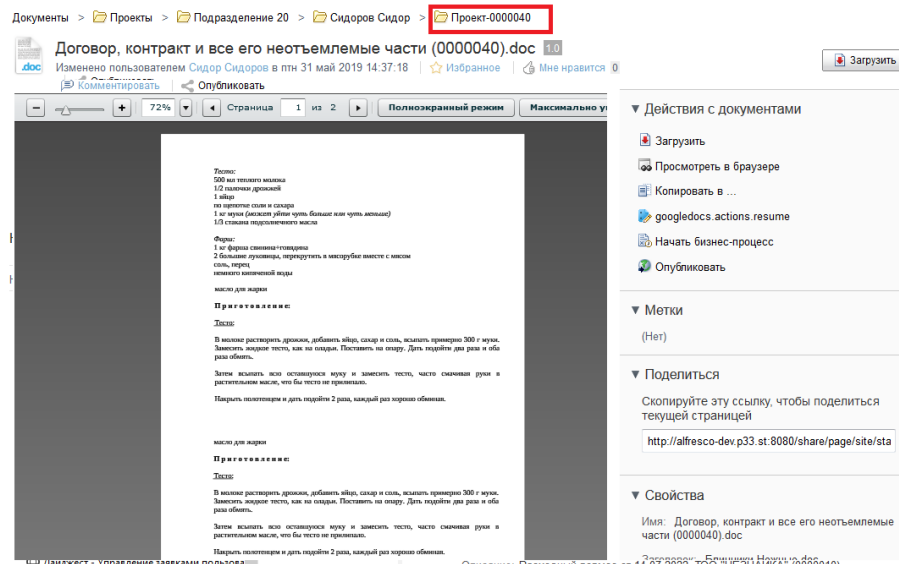 Документы > Проекты > Подразделение 20 > Сидоров Сидор > Проект-0000040
Договор, контракт и все его неотъемлемые части (0000040).doc 1.0
.doc
Изменено пользователем Сидор Сидоров в птн 31 май 2019 14:37:18 Избранное Мне нравится 0
Загрузить
Комментировать Опубликовать
72% Страница 1 из 2 Полноэкранный режим Максимально
Тесто:
500 мл теплого молока
1/2 палочки дрожжей
1 яйцо
по щепотке соли и сахара
1 кг муки (может уйти чуть больше или чуть меньше)
1/3 стакана подсолнечного масла
Фарш:
1 кг фарша свинина+говядина
2 большие луковицы, перекрутить в мясорубке вместе с мясом
соль, перец
немного кипяченой воды
масло для жарки
Приготовление:
Тесто:
В молоке растворить дрожжи, добавить яйцо, сахар и соль, всыпать примерно 300 г муки.
Замесить жидкое тесто, как на оладьи. Поставить на опару. Дать подойти два раза и оба
раза обмять.
Затем всыпать всю оставшуюся муку и замесить тесто, часто смачивая руки в
растительном масле, что бы тесто не прилипало.
Накрыть полотенцем и дать подойти 2 раза, каждый раз хорошо обминая.
масло для жарки
Приготовление:
Тесто:
В молоке растворить дрожжи, добавить яйцо, сахар и соль, всыпать примерно 300 г муки.
Замесить жидкое тесто, как на оладьи. Поставить на опару. Дать подойти два раза и оба
раза обмять.
Затем всыпать всю оставшуюся муку и замесить тесто, часто смачивая руки в
растительном масле, что бы тесто не прилипало.
Накрыть полотенцем и дать подойти 2 раза, каждый раз хорошо обминая.
Действия с документами
Загрузить
Просмотреть в браузере
Копировать в ...
googledocs.actions.resume
Начать бизнес-процесс
Опубликовать
Метки
(Нет)
Поделиться
Скопируйте эту ссылку, чтобы поделиться
текущей страницей
http://alfresco-dev.p33.st:8080/share/page/site/sta
Свойства
Имя: Договор, контракт и все его неотъемлемые
части (0000040).doc